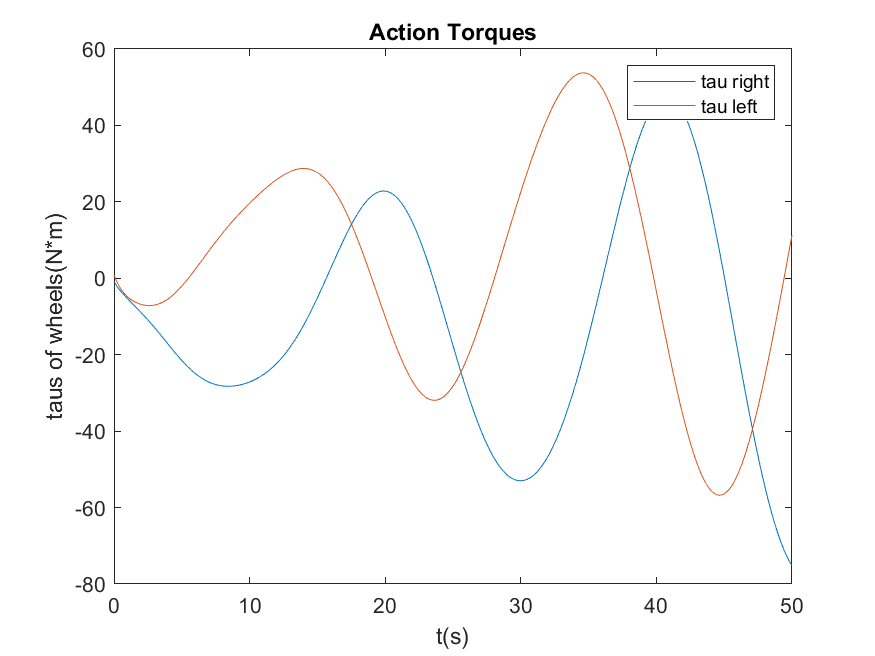 Action Torques
60
40
20
0
-20
-40
-60
-80
taus of wheels(N*m)
tau right
tau left
0 10 20 30 40 50
t(s)